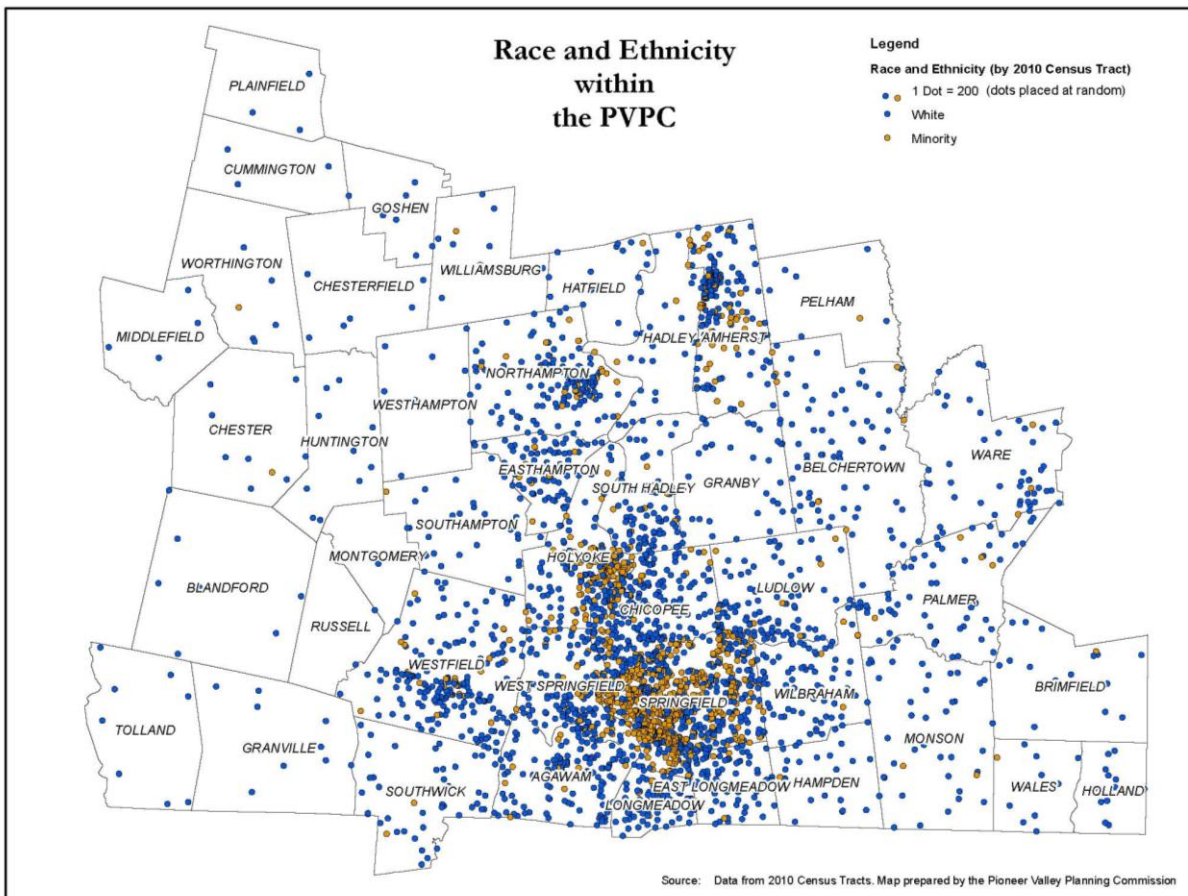 Race and Ethnicity
within
the PVPC
Legend
Race and Ethnicity (by 2010 Census Tract)
1 Dot = 200 (dots placed at random)
White
Minority
PLAINFIELD
CUMMINGTON
GOSHEN
WORTHINGTON
CHESTERFIELD
WILLIAMSBURG
HATFIELD
PELHAM
MIDDLEFIELD
HADLEY
AMHERST
NORTHAMPTON
WESTHAMPTON
CHESTER
HUNTINGTON
EASTHAMPTON
SOUTH HADLEY
GRANBY
BELCHERTOWN
WARE
SOUTHAMPTON
MONTGOMERY
HOLYOKE
BLANDFORD
CHICOPEE
LUDLOW
PALMER
RUSSELL
WESTFIELD
WEST SPRINGFIELD
SPRINGFIELD
WILBRAHAM
BRIMFIELD
TOLLAND
GRANVILLE
MONSON
AGAWAM
EAST LONGMEADOW
HAMPDEN
SOUTHWICK
LONGMEADOW
WALES
HOLLAND
Source: Data from 2010 Census Tracts. Map prepared by the Pioneer Valley Planning Commission